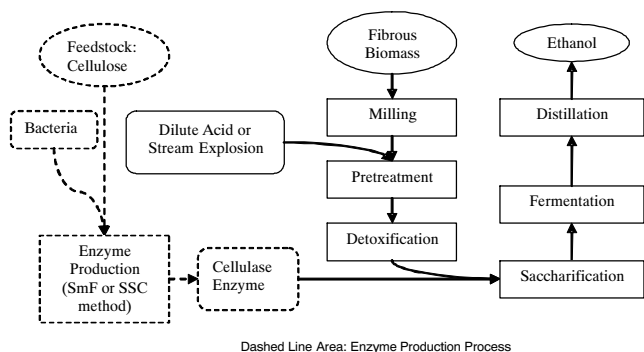 Feedstock:
Cellulose
Fibrous
Biomass
Ethanol
Bacteria
Dilute Acid or
Stream Explosion
Milling
Distillation
Pretreatment
Fermentation
Detoxification
Enzyme
Production
(SmF or SSC
method)
Cellulase
Enzyme
Saccharification
Dashed Line Area: Enzyme Production Process